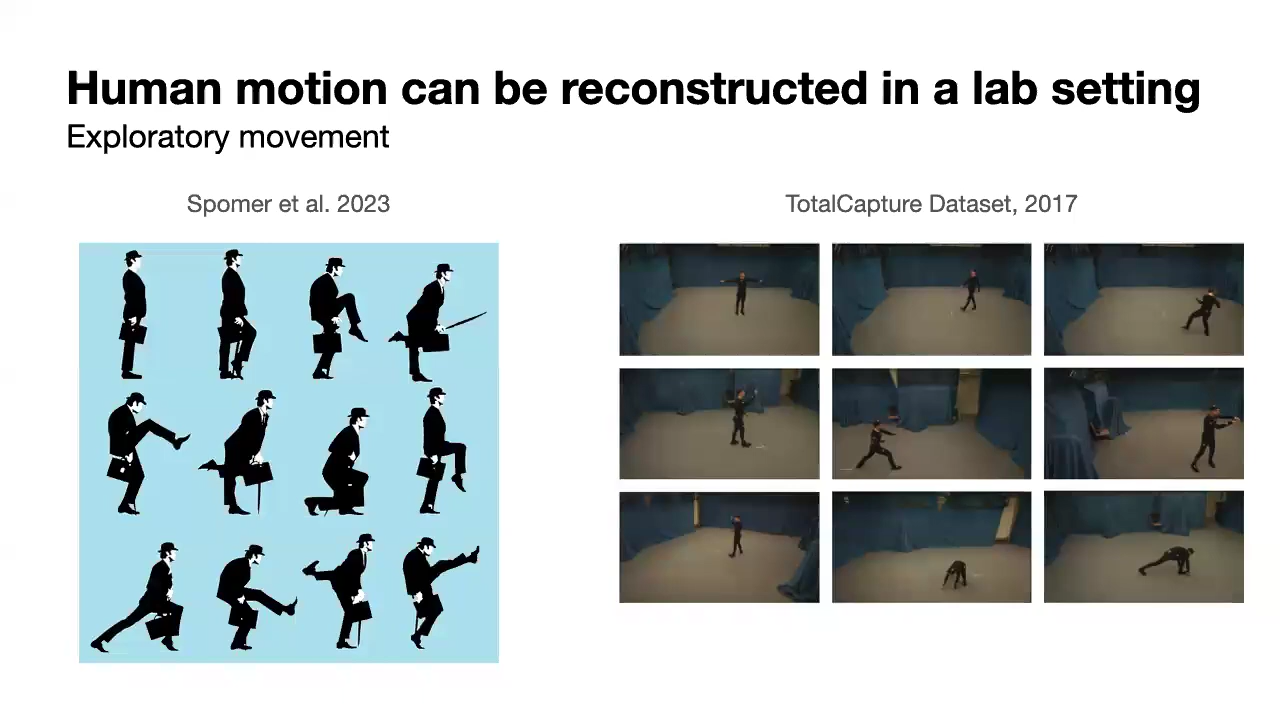 Human motion can be reconstructed in a lab setting
Exploratory movement
Spomer et al. 2023
TotalCapture Dataset, 2017